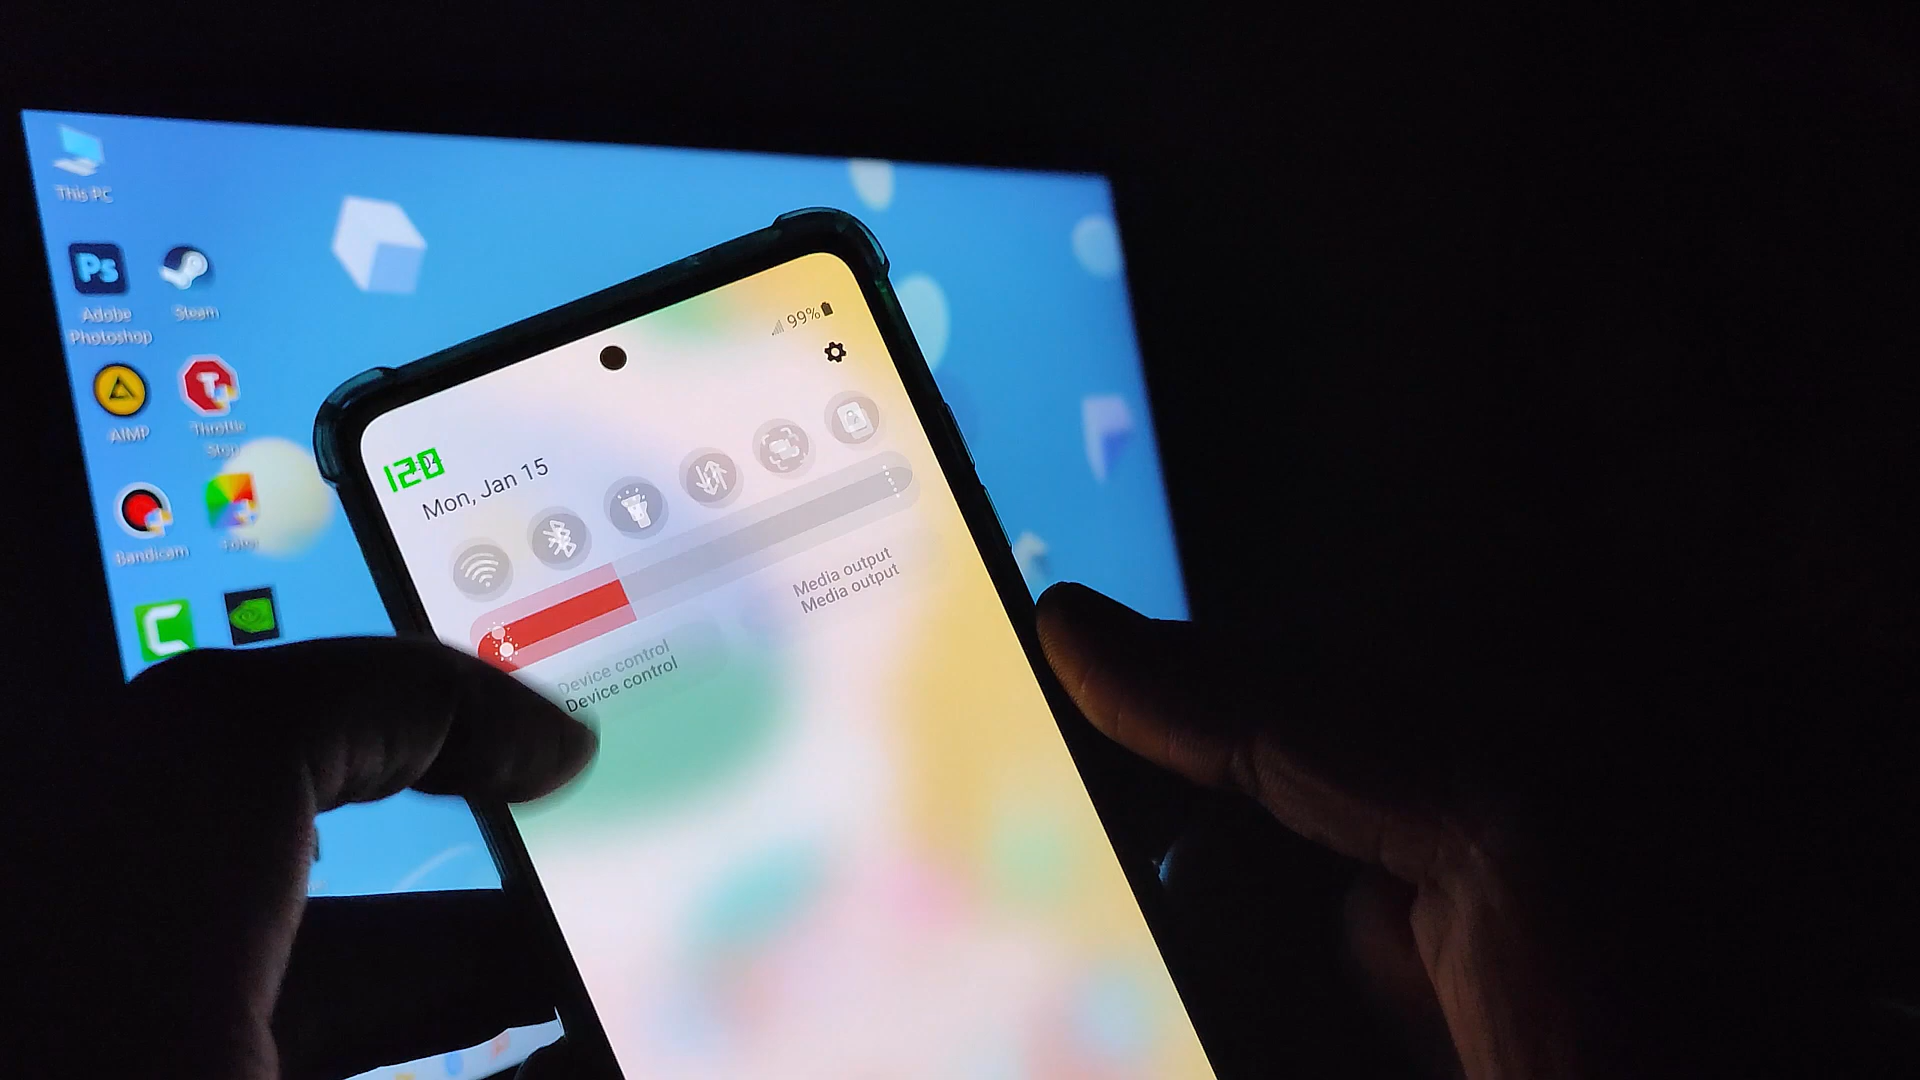 This PC
Ps
Adobe
Photoshop
Steam
AIMP
Throttle
Stop
Bandicam
99%
120
Mon, Jan 15
Media output
Media output
Device control
Device control